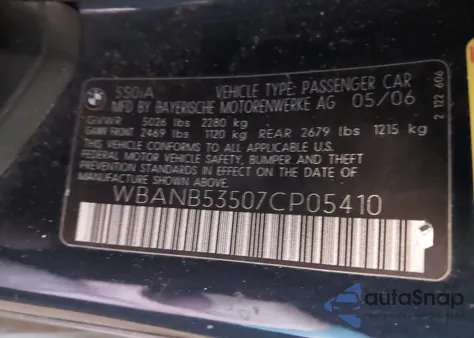 550iA VEHICLE TYPE: PASSENGER CAR
MFD BY BAYERISCHE MOTORENWERKE AG 05/06
GVWR 5026 lbs 2280 kg
GAWR FRONT 2469 lbs 1120 kg REAR 2679 lbs 1215 kg
THIS VEHICLE CONFORMS TO ALL APPLICABLE U.S.
FEDERAL MOTOR VEHICLE SAFETY, BUMPER AND THEFT
PREVENTION STANDARDS IN EFFECT ON THE DATE OF
MANUFACTURE SHOWN ABOVE.
WBANB53507CP05410
2 122 606
autoSnap